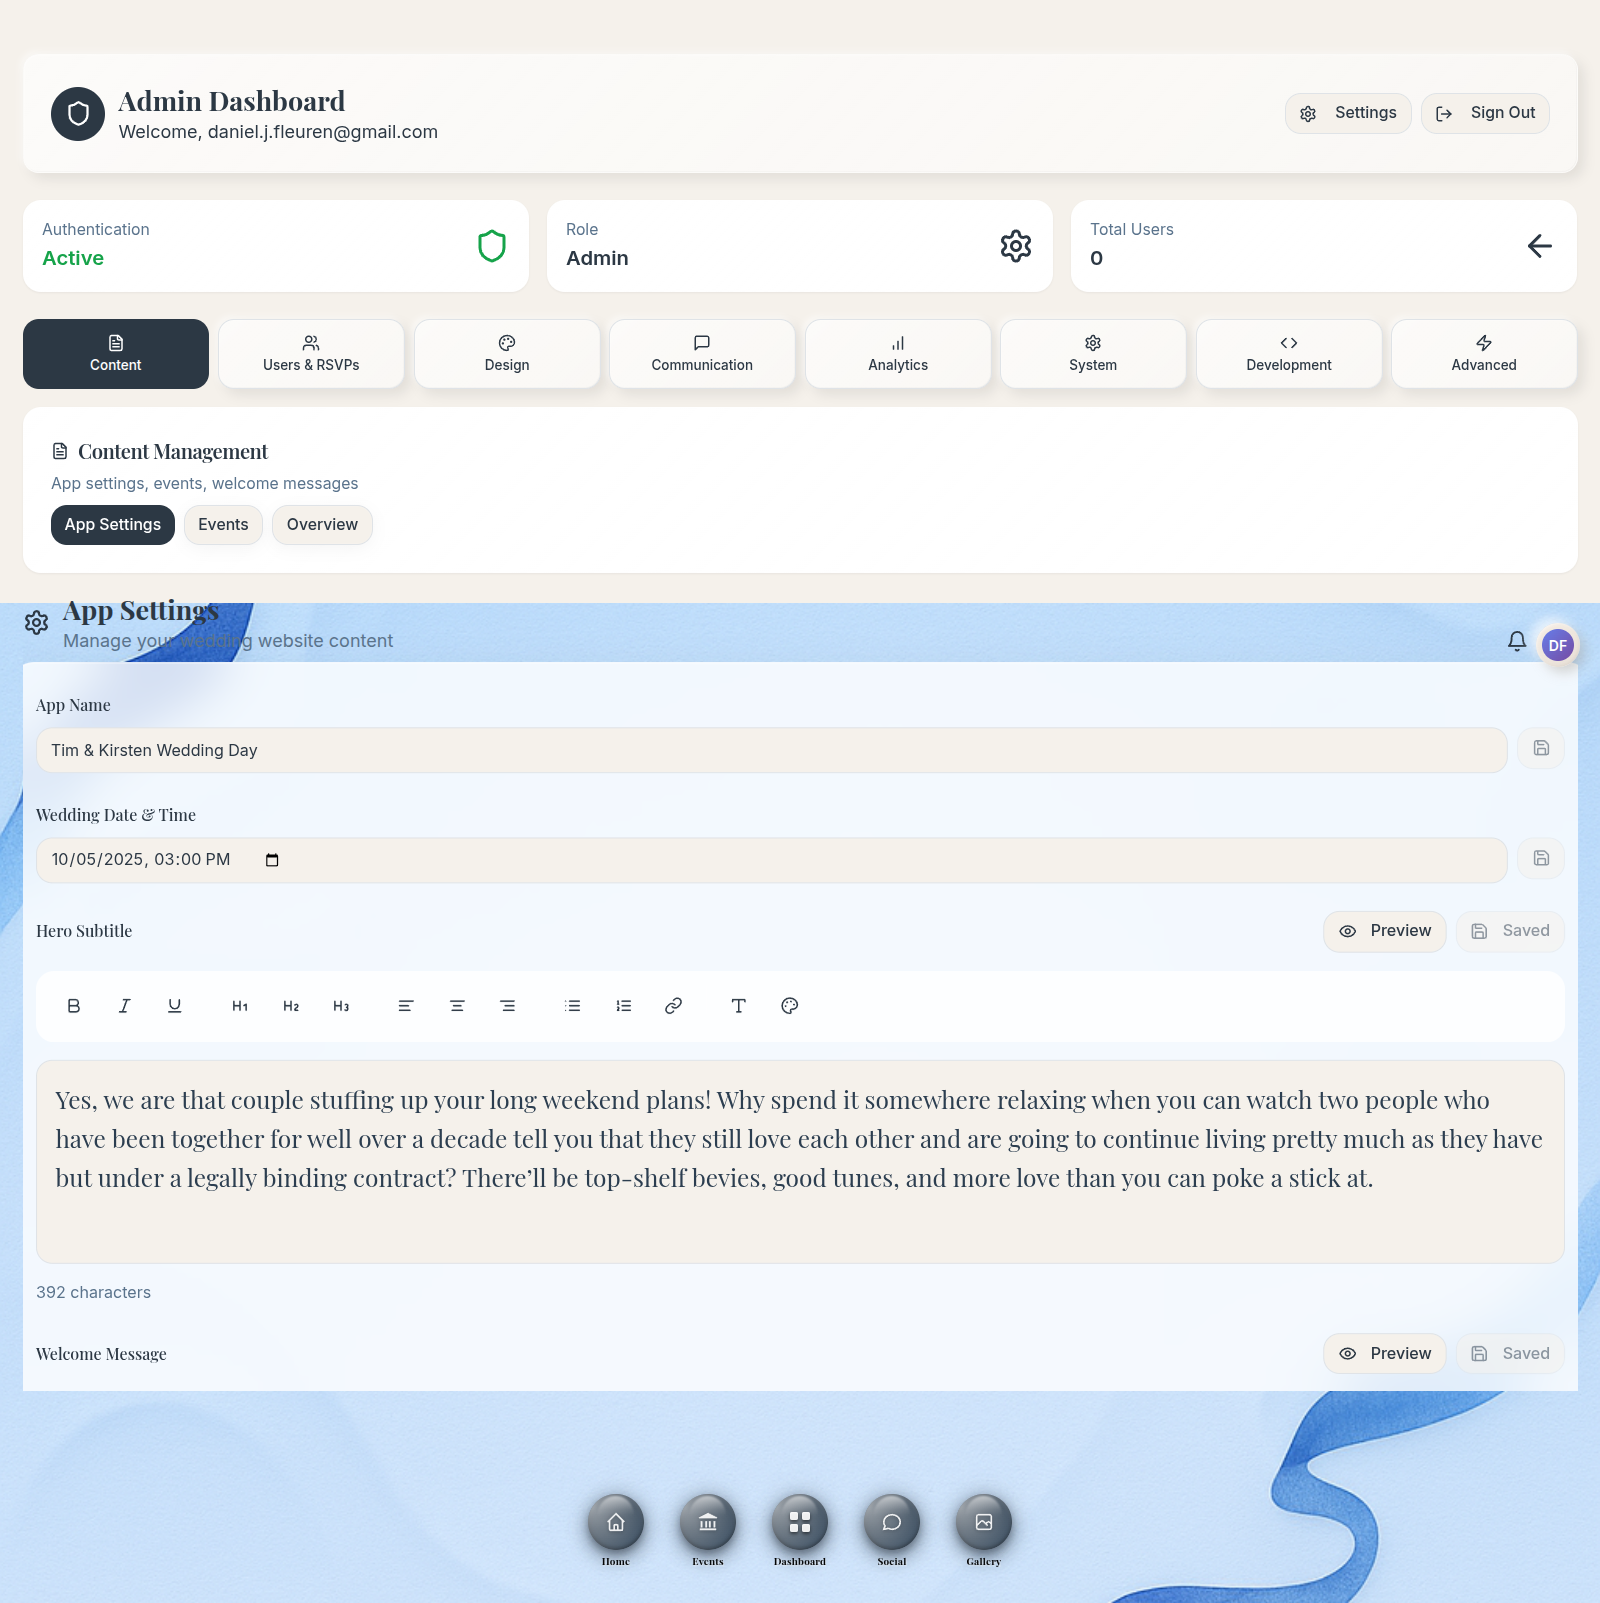 Admin Dashboard
Welcome, daniel.j.fleuren@gmail.com
Settings
Sign Out
Authentication
Active
Role
Admin
Total Users
0
Content
Users & RSVPs
Design
Communication
Analytics
System
Development
Advanced
Content Management
App settings, events, welcome messages
App Settings
Events
Overview
App Settings
Manage your wedding website content
DF
App Name
Tim & Kirsten Wedding Day
Wedding Date & Time
10/05/2025, 03:00 PM
Hero Subtitle
Preview
Saved
B I U H1 H2 H3 T
Yes, we are that couple stuffing up your long weekend plans! Why spend it somewhere relaxing when you can watch two people who
have been together for well over a decade tell you that they still love each other and are going to continue living pretty much as they have
but under a legally binding contract? There’ll be top-shelf bevies, good tunes, and more love than you can poke a stick at.
392 characters
Welcome Message
Preview
Saved
Home
Events
Dashboard
Social
Gallery